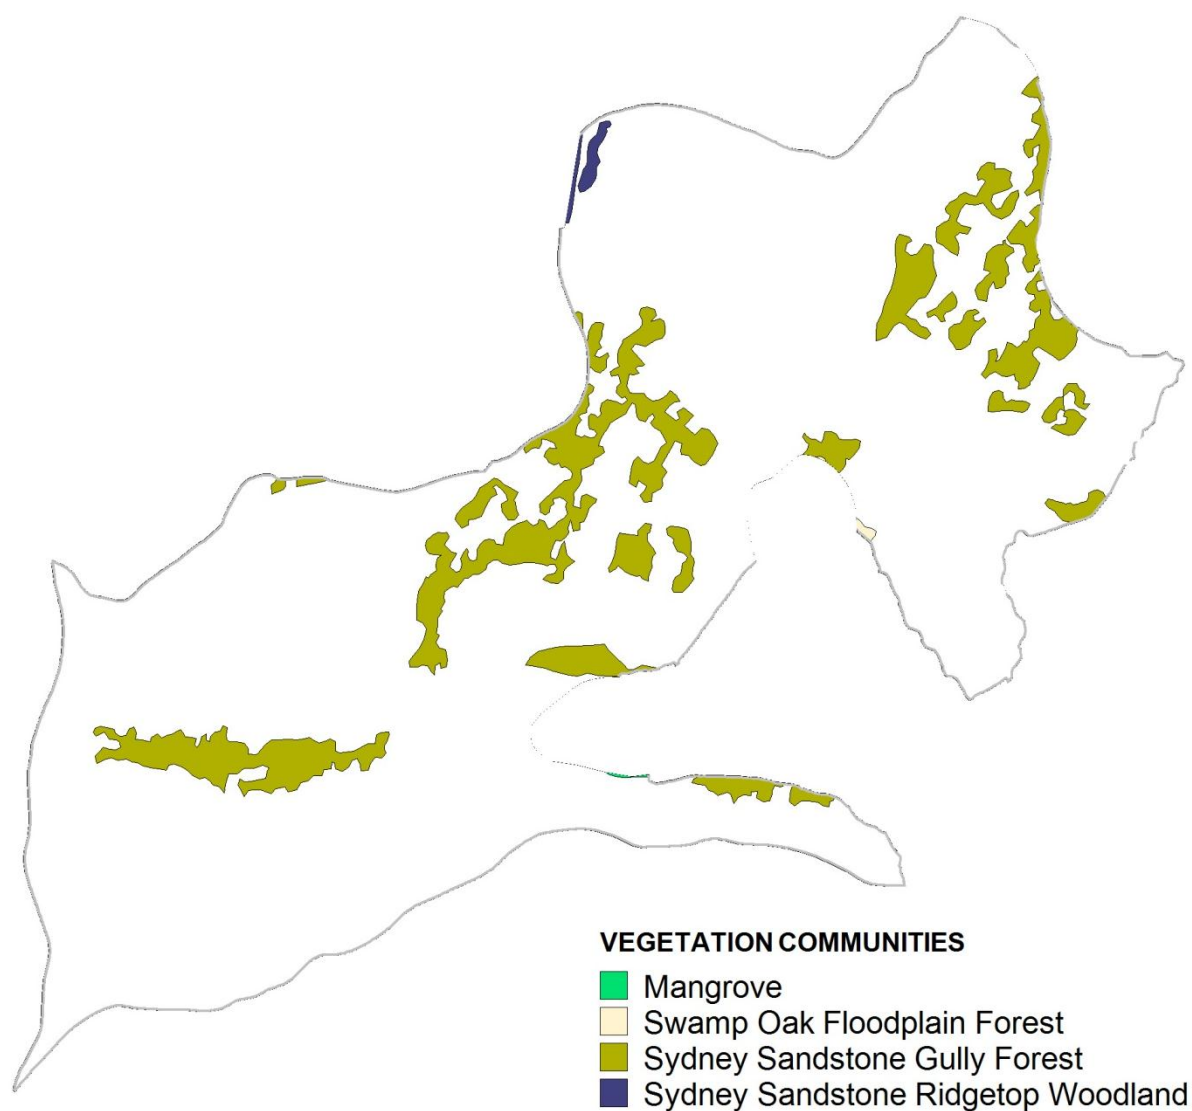 VEGETATION COMMUNITIES
Mangrove
Swamp Oak Floodplain Forest
Sydney Sandstone Gully Forest
Sydney Sandstone Ridgetop Woodland